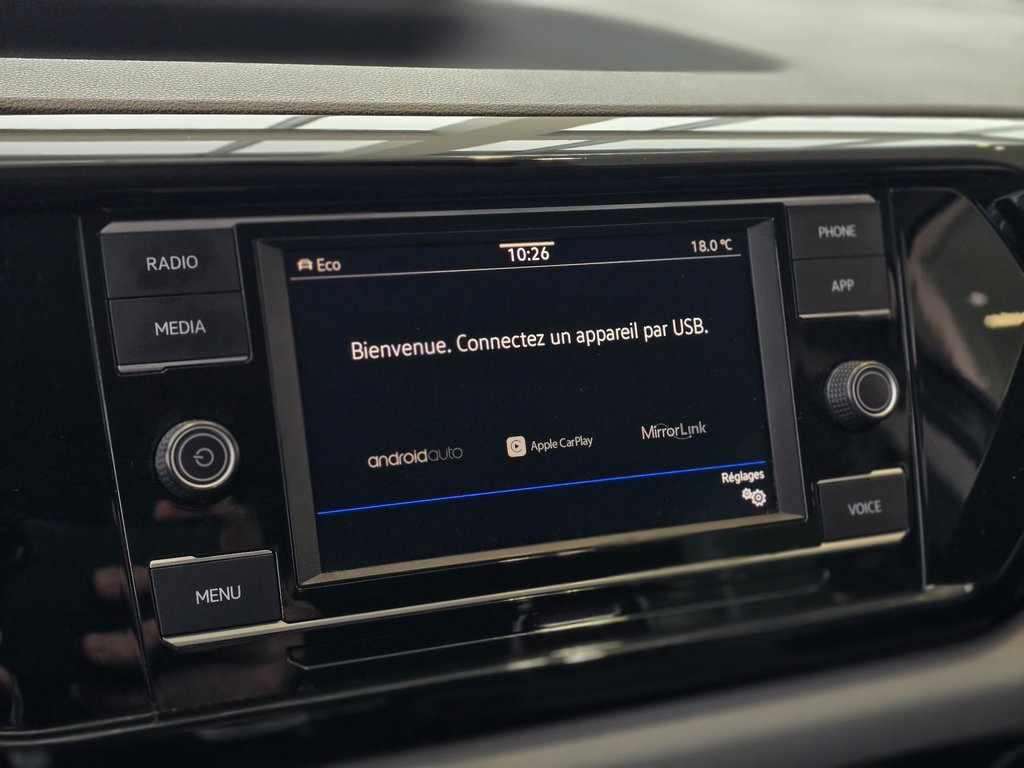 RADIO
MEDIA
MENU
Eco
10:26
18.0 ℃
Bienvenue. Connectez un appareil par USB.
androidauto
Apple CarPlay
MirrorLink
Réglages
PHONE
APP
VOICE